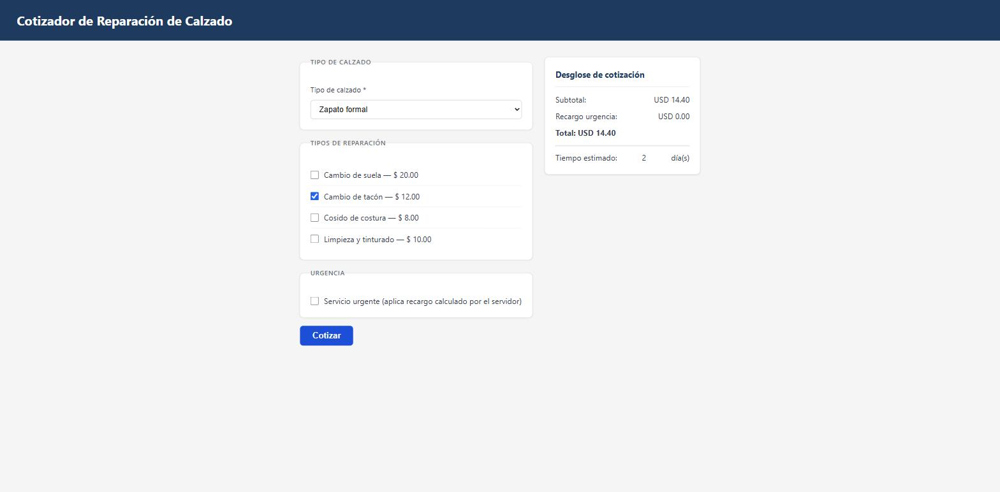 Cotizador de Reparación de Calzado
TIPO DE CALZADO
Tipo de calzado *
Zapato formal
TIPOS DE REPARACIÓN
Cambio de suela — $ 20.00
Cambio de tacón — $ 12.00
Cosido de costura — $ 8.00
Limpieza y tinturado — $ 10.00
URGENCIA
Servicio urgente (aplica recargo calculado por el servidor)
Cotizar
Desglose de cotización
Subtotal: USD 14.40
Recargo urgencia: USD 0.00
Total: USD 14.40
Tiempo estimado: 2 día(s)